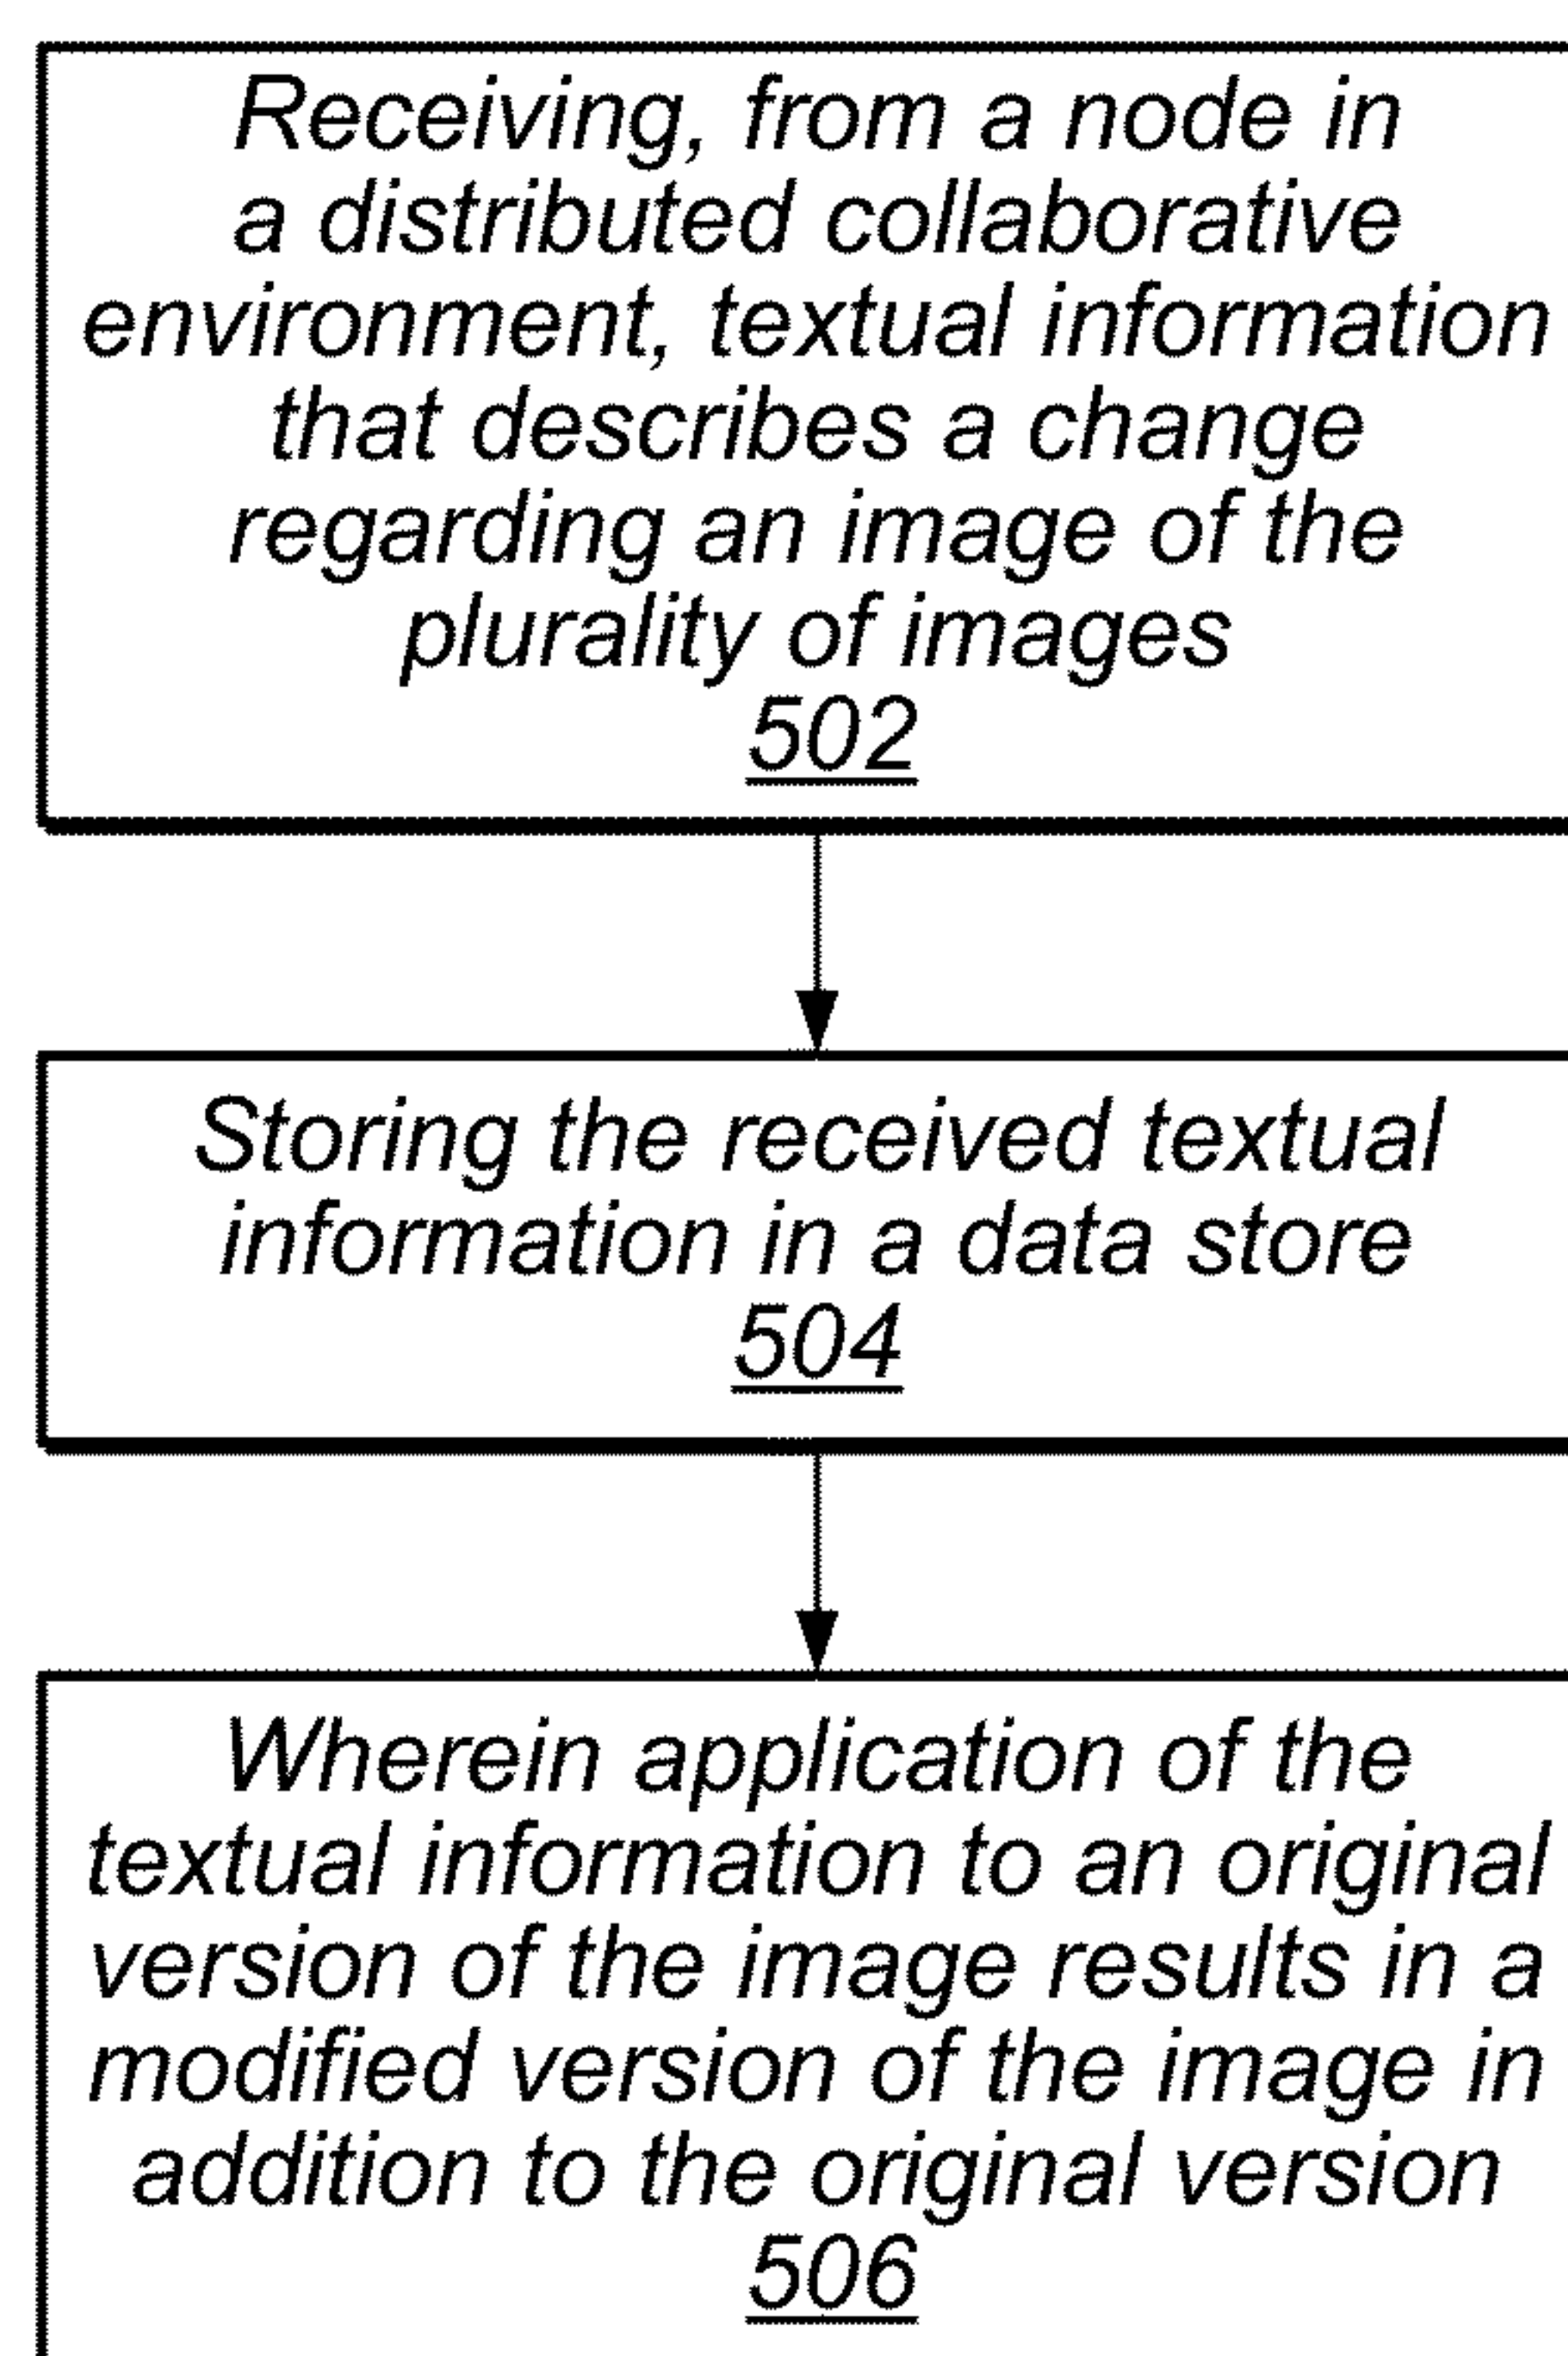 Receiving, from a node in
a distributed collaborative
environment, textual information
that describes a change
regarding an image of the
plurality of images
502
Storing the received textual
information in a data store
504
Wherein application of the
textual information to an original
version of the image results in a
modified version of the image in
addition to the original version
506